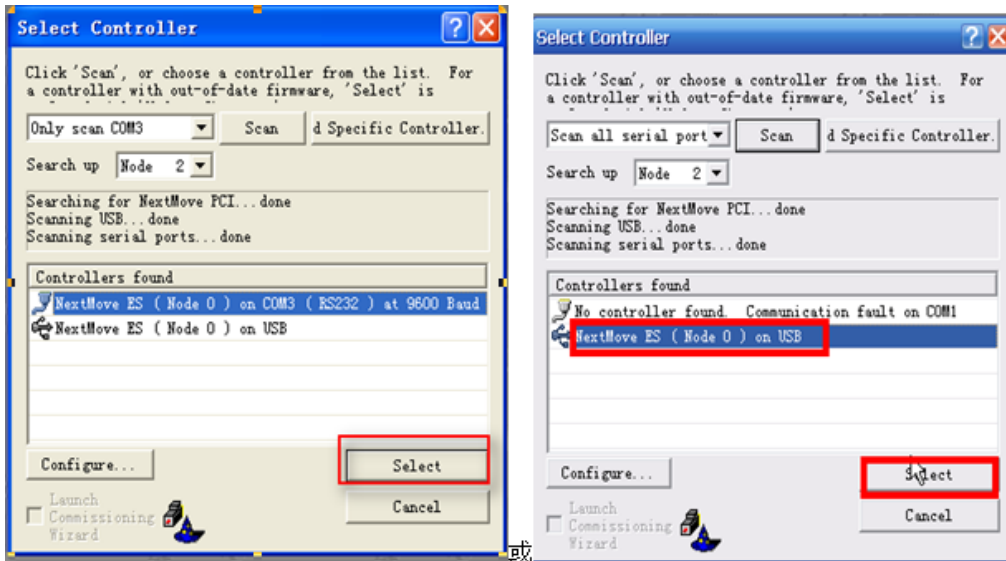 Select Controller
Click 'Scan', or choose a controller from the list. For
a controller with out-of-date firmware, 'Select' is
Only scan COM3
Scan
d Specific Controller.
Search up
Node 2
Searching for NextMove PCI...done
Scanning USB...done
Scanning serial ports...done
Controllers found
NextMove ES ( Node 0 ) on COM3 ( RS232 ) at 9600 Baud
NextMove ES ( Node 0 ) on USB
Configure...
Select
Launch
Commissioning
Wizard
Cancel
或
Select Controller
Click 'Scan', or choose a controller from the list. For
a controller with out-of-date firmware, 'Select' is
Scan all serial port
Scan
d Specific Controller.
Search up
Node 2
Searching for NextMove PCI...done
Scanning USB...done
Scanning serial ports...done
Controllers found
No controller found. Communication fault on COM1
NextMove ES ( Node 0 ) on USB
Configure...
Select
Launch
Commissioning
Wizard
Cancel